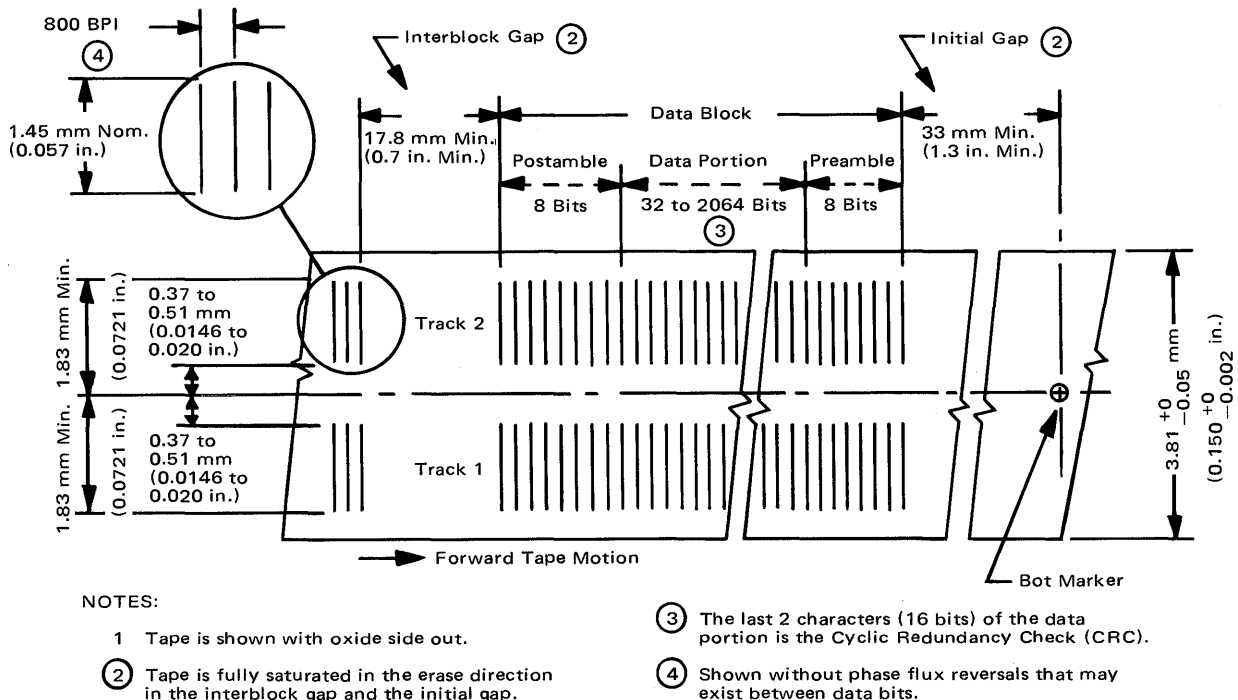 800 BPI
4
Interblock Gap 2
Initial Gap 2
1.45 mm Nom.
(0.057 in.)
17.8 mm Min.
(0.7 in. Min.)
Data Block
33 mm Min.
(1.3 in. Min.)
Postamble
Data Portion
Preamble
8 Bits
32 to 2064 Bits
8 Bits
3
1.83 mm Min.
(0.0721 in.)
0.37 to
0.51 mm
(0.0146 to
0.020 in.)
Track 2
1.83 mm Min.
(0.0721 in.)
0.37 to
0.51 mm
(0.0146 to
0.020 in.)
Track 1
3.81 +0 −0.05 mm
(0.150 +0 −0.002 in.)
Forward Tape Motion
Bot Marker
NOTES:
1 Tape is shown with oxide side out.
2 Tape is fully saturated in the erase direction
in the interblock gap and the initial gap.
3 The last 2 characters (16 bits) of the data
portion is the Cyclic Redundancy Check (CRC).
4 Shown without phase flux reversals that may
exist between data bits.